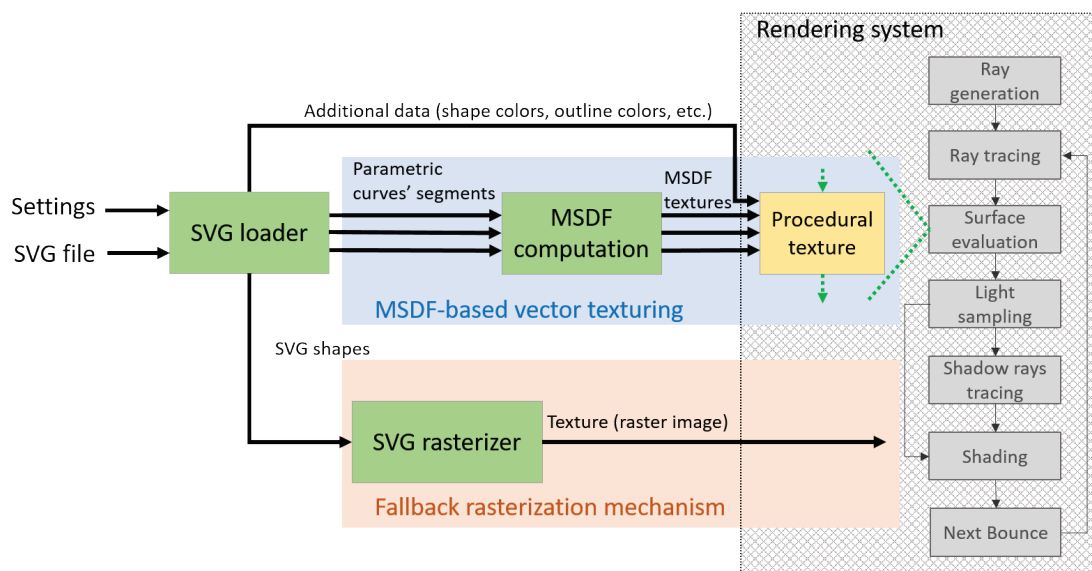 Rendering system
Ray
generation
Additional data (shape colors, outline colors, etc.)
Ray tracing
Parametric
curves’ segments
MSDF
textures
Settings
SVG file
SVG loader
MSDF
computation
Procedural
texture
Surface
evaluation
MSDF-based vector texturing
Light
sampling
SVG shapes
Shadow rays
tracing
SVG rasterizer
Texture (raster image)
Shading
Fallback rasterization mechanism
Next Bounce